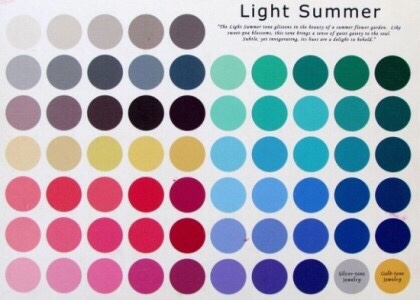 Light Summer
"The Light Summer tone glistens in the beauty of a summer flower garden. Like
sweet-pea blossoms, this tone brings a sense of quiet gaiety to the soul.
Subtle, yet invigorating, its hues are a delight to behold."
Silver-tone
Jewelry
Gold-tone
Jewelry